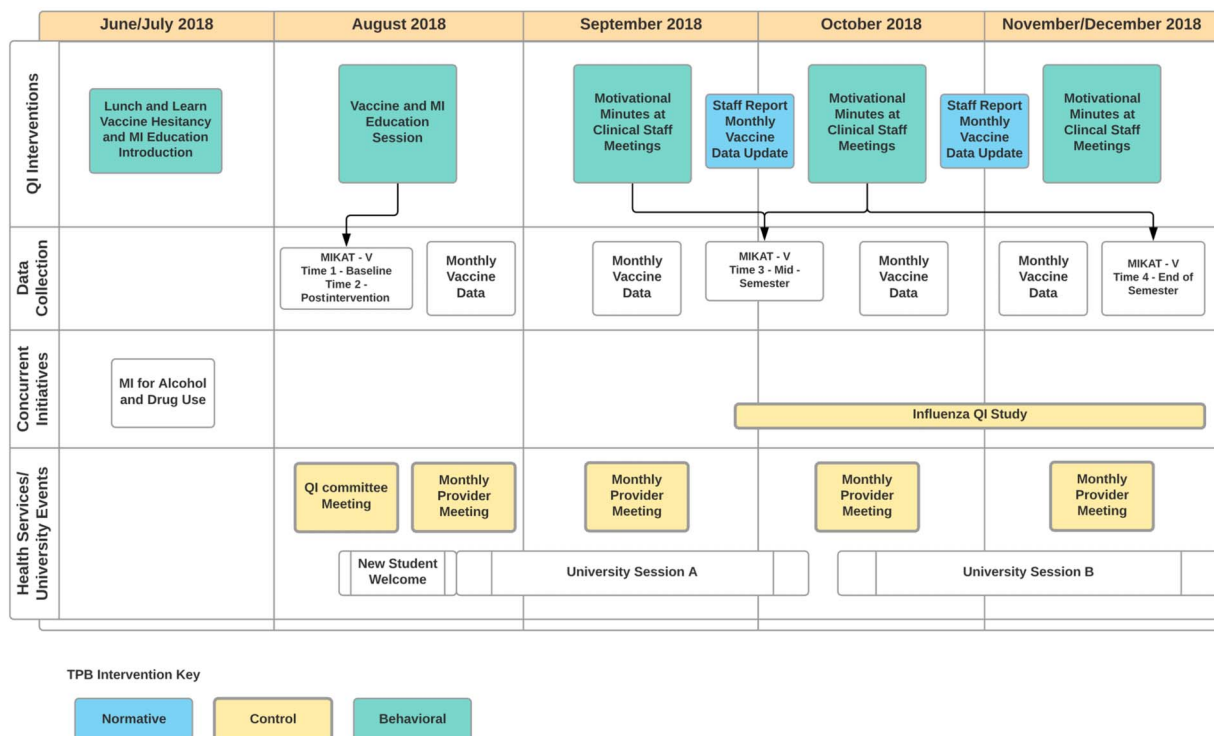 June/July 2018
August 2018
September 2018
October 2018
November/December 2018
QI Interventions
Lunch and Learn
Vaccine Hesitancy
and MI Education
Introduction
Vaccine and MI
Education
Session
Motivational
Minutes at
Clinical Staff
Meetings
Staff Report
Monthly
Vaccine
Data Update
Motivational
Minutes at
Clinical Staff
Meetings
Staff Report
Monthly
Vaccine
Data Update
Motivational
Minutes at
Clincal Staff
Meetings
Data
Collection
MIKAT - V
Time 1 - Baseline
Time 2 -
Postintervention
Monthly
Vaccine
Data
Monthly
Vaccine
Data
MIKAT - V
Time 3 - Mid -
Semester
Monthly
Vaccine
Data
Monthly
Vaccine
Data
MIKAT - V
Time 4 - End of
Semester
Concurrent
Initiatives
MI for Alcohol
and Drug Use
Influenza QI Study
Health Services/
University Events
QI committee
Meeting
Monthly
Provider
Meeting
Monthly
Provider
Meeting
Monthly
Provider
Meeting
Monthly
Provider
Meeting
New Student
Welcome
University Session A
University Session B
TPB Intervention Key
Normative
Control
Behavioral